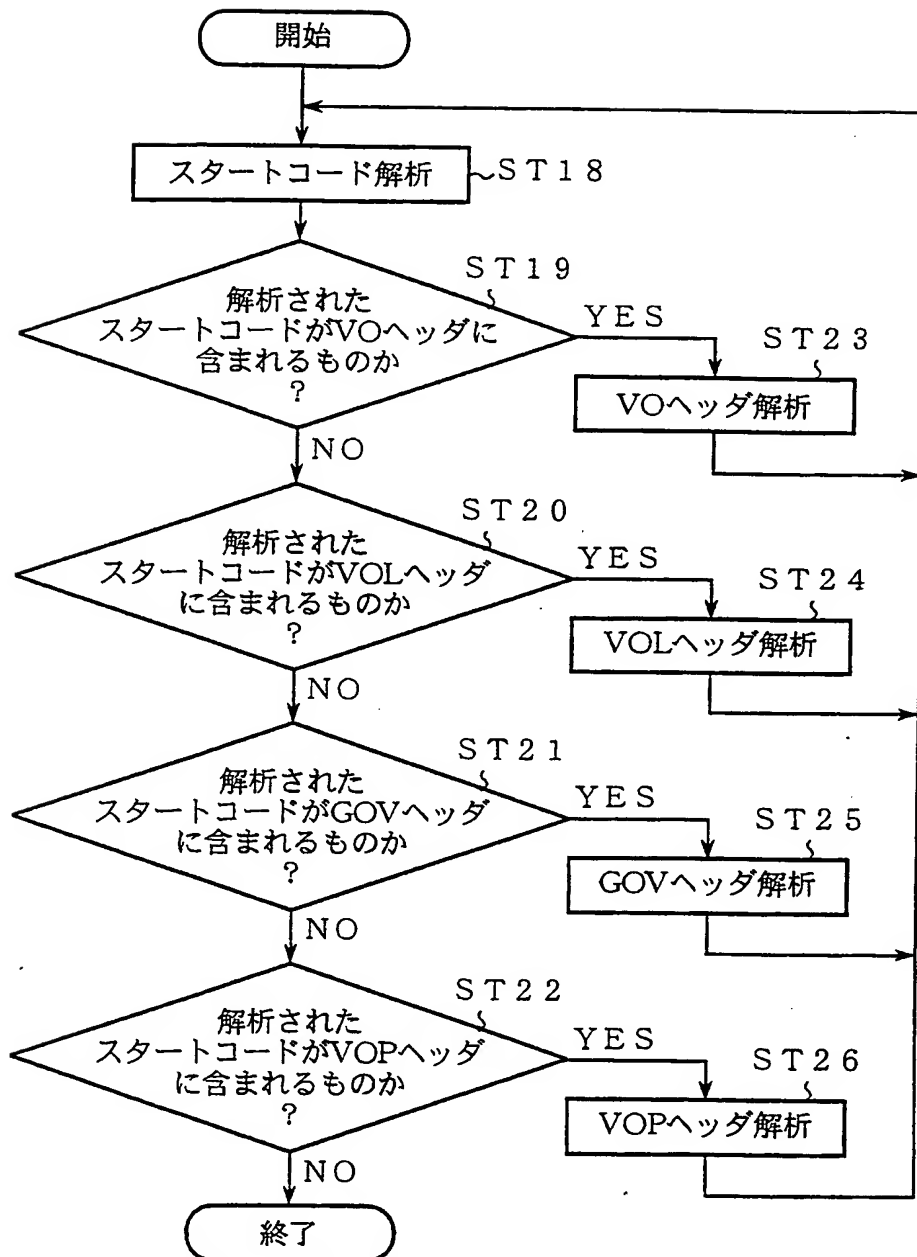 開始
スタートコード解析
ST18
ST19
解析された
スタートコードがVOヘッダに
含まれるものか
?
YES
ST23
VOヘッダ解析
NO
ST20
解析された
スタートコードがVOLヘッダ
に含まれるものか
?
YES
ST24
VOLヘッダ解析
NO
ST21
解析された
スタートコードがGOVヘッダ
に含まれるものか
?
YES
ST25
GOVヘッダ解析
NO
ST22
解析された
スタートコードがVOPヘッダ
に含まれるものか
?
YES
ST26
VOPヘッダ解析
NO
終了